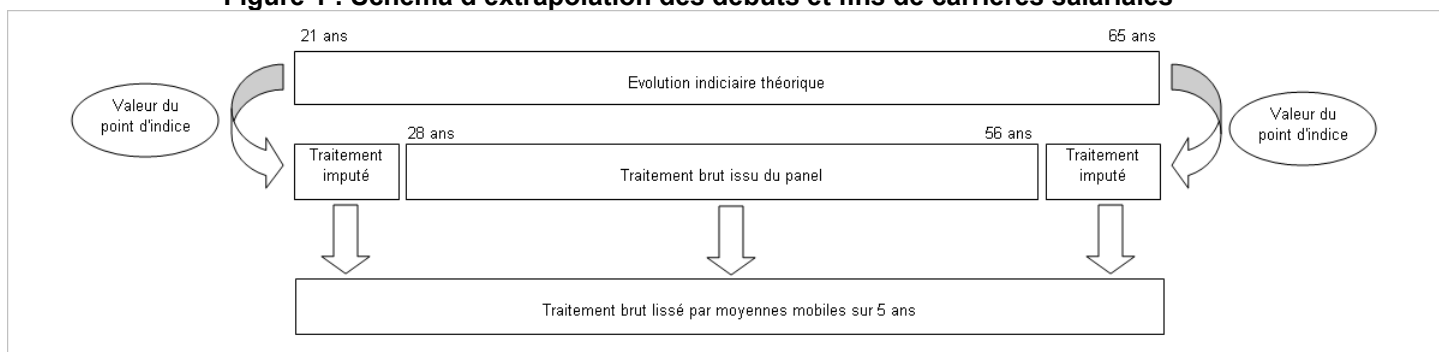 Figure 1 : Schéma d'extrapolation des débuts et fins de carrières salariales
21 ans
65 ans
Evolution indiciaire théorique
Valeur du
point d'indice
Valeur du
point d'indice
28 ans
56 ans
Traitement
imputé
Traitement brut issu du panel
Traitement
imputé
Traitement brut lissé par moyennes mobiles sur 5 ans